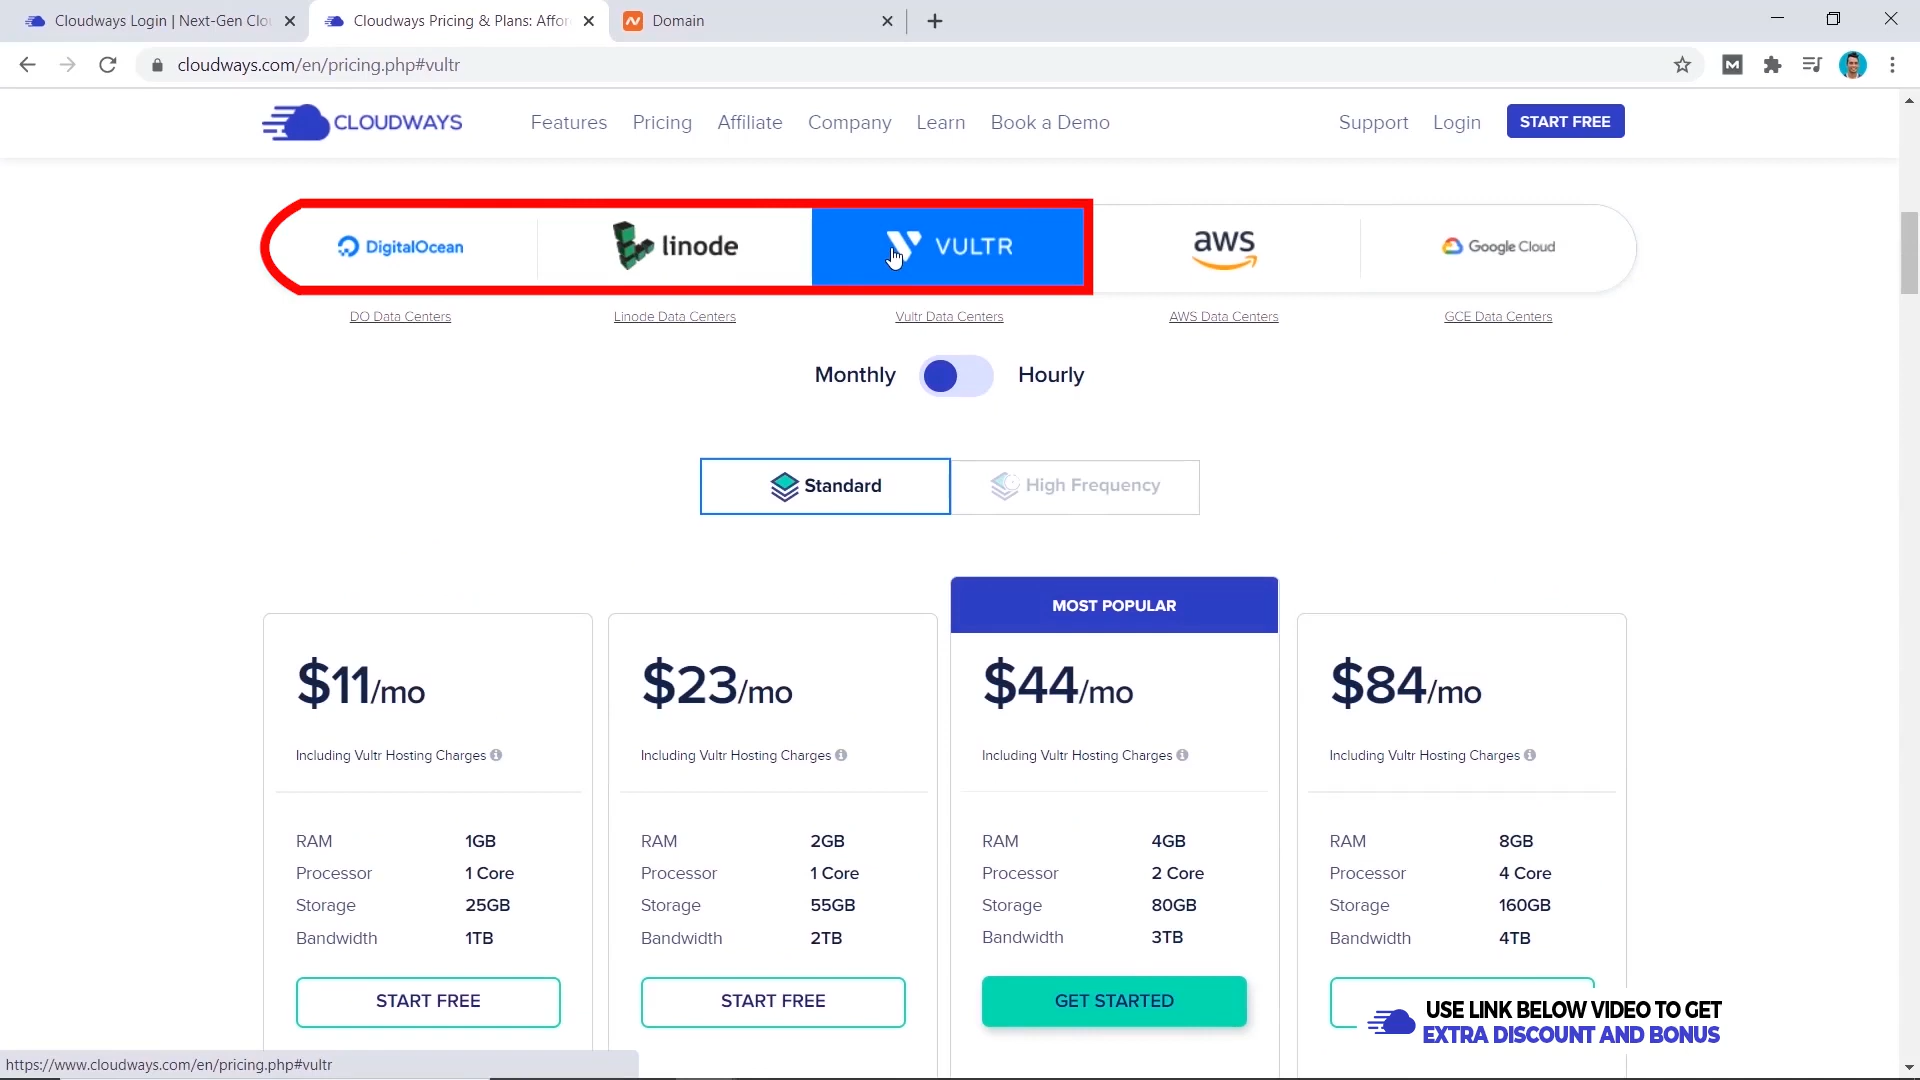 Cloudways Login | Next-Gen Clo
Cloudways Pricing & Plans: Affor
Domain
cloudways.com/en/pricing.php#vultr
CLOUDWAYS
Features
Pricing
Affiliate
Company
Learn
Book a Demo
Support
Login
START FREE
DigitalOcean
linode
VULTR
aws
Google Cloud
DO Data Centers
Linode Data Centers
Vultr Data Centers
AWS Data Centers
GCE Data Centers
Monthly
Hourly
Standard
High Frequency
MOST POPULAR
$11/mo
$23/mo
$44/mo
$84/mo
Including Vultr Hosting Charges
Including Vultr Hosting Charges
Including Vultr Hosting Charges
Including Vultr Hosting Charges
RAM 1GB
Processor 1 Core
Storage 25GB
Bandwidth 1TB
RAM 2GB
Processor 1 Core
Storage 55GB
Bandwidth 2TB
RAM 4GB
Processor 2 Core
Storage 80GB
Bandwidth 3TB
RAM 8GB
Processor 4 Core
Storage 160GB
Bandwidth 4TB
START FREE
START FREE
GET STARTED
USE LINK BELOW VIDEO TO GET
EXTRA DISCOUNT AND BONUS
https://www.cloudways.com/en/pricing.php#vultr